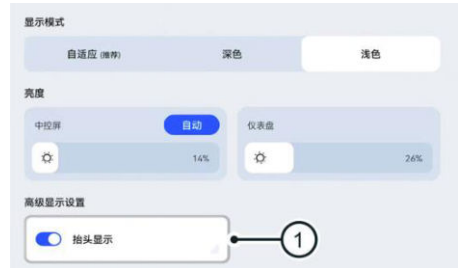 显示模式
自适应 (推荐) 深色 浅色
亮度
中控屏 自动 仪表盘
14% 26%
高级显示设置
抬头显示 1